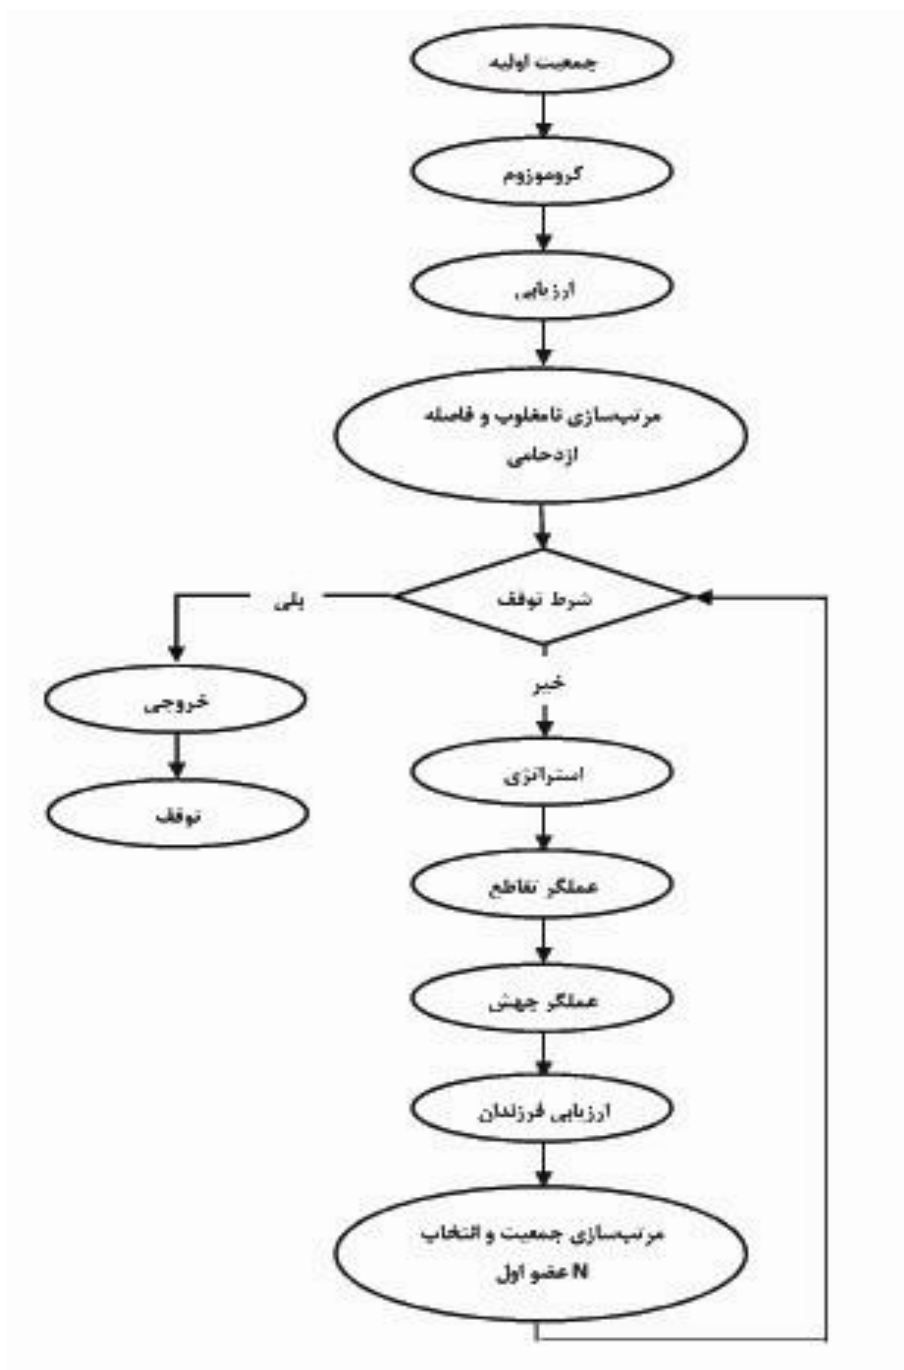 جمعیت اولیه
کروموزوم
ارزیابی
مرتب‌سازی نامغلوب و فاصله
ازدحامی
شرط توقف
بلی
خیر
خروجی
توقف
استراتژی
عملگر تقاطع
عملگر جهش
ارزیابی فرزندان
مرتب‌سازی جمعیت و انتخاب
N عضو اول